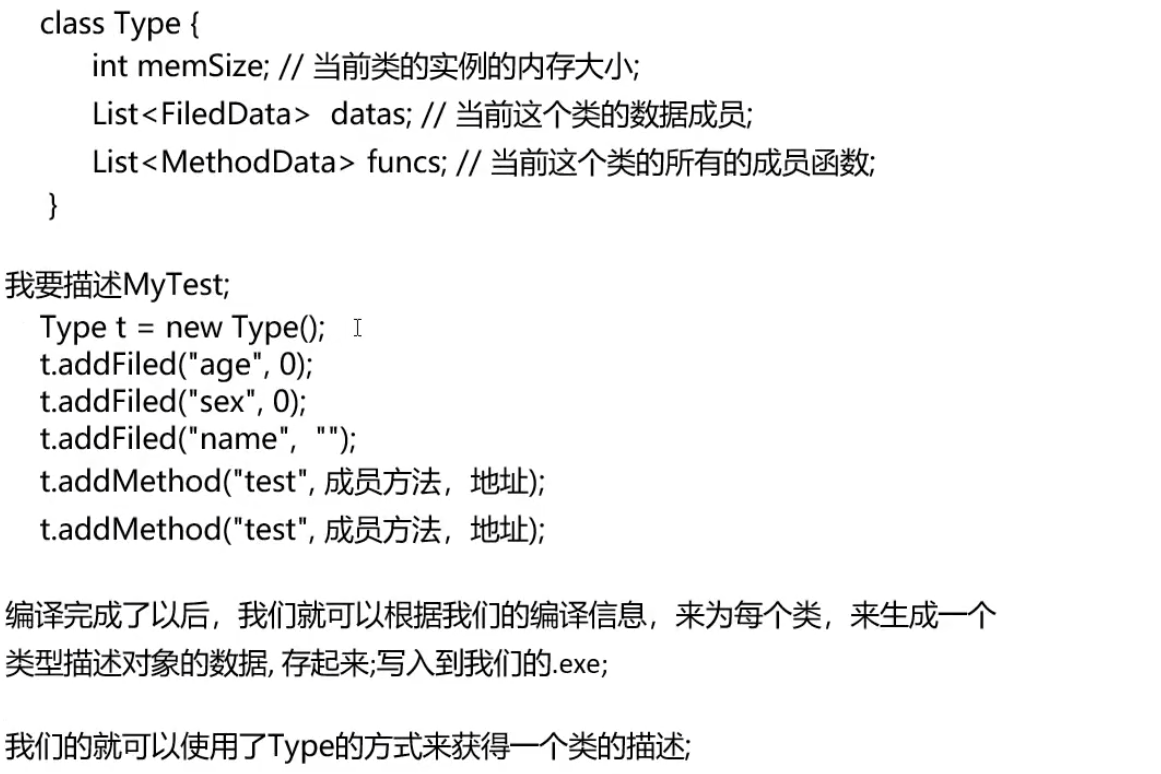 class Type {
int memSize; // 当前类的实例的内存大小;
List<FiledData> datas; // 当前这个类的数据成员;
List<MethodData> funcs; // 当前这个类的所有的成员函数;
}
我要描述MyTest;
Type t = new Type();
t.addFiled("age", 0);
t.addFiled("sex", 0);
t.addFiled("name", "");
t.addMethod("test", 成员方法，地址);
t.addMethod("test", 成员方法，地址);
编译完成了以后，我们就可以根据我们的编译信息，来为每个类，来生成一个
类型描述对象的数据, 存起来;写入到我们的.exe;
我们的就可以使用了Type的方式来获得一个类的描述;